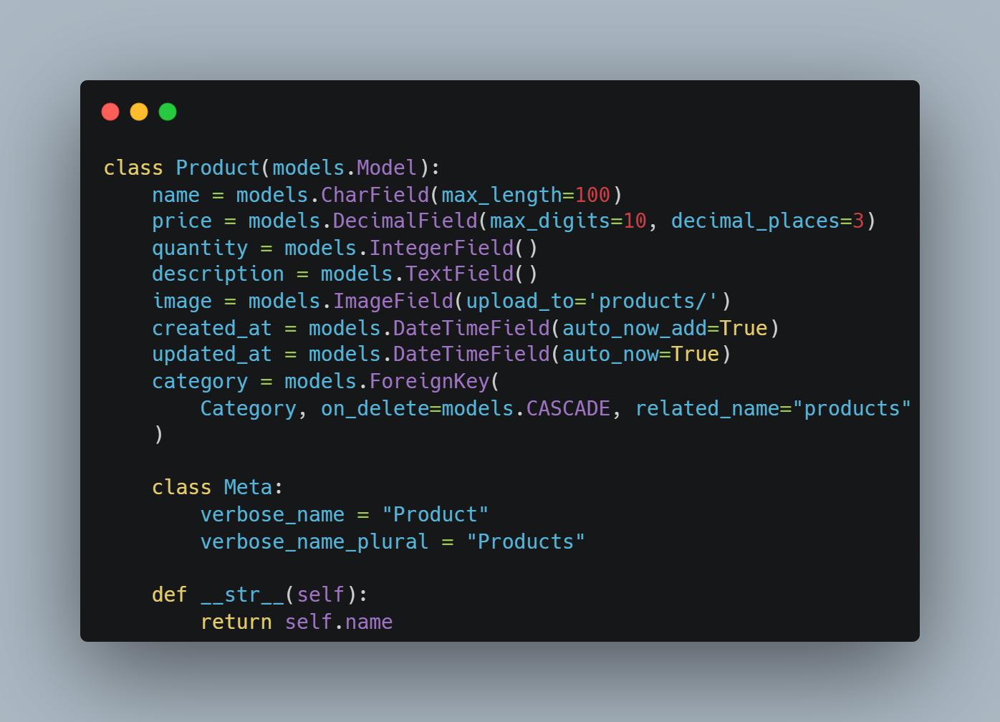 class Product(models.Model):
    name = models.CharField(max_length=100)
    price = models.DecimalField(max_digits=10, decimal_places=3)
    quantity = models.IntegerField()
    description = models.TextField()
    image = models.ImageField(upload_to='products/')
    created_at = models.DateTimeField(auto_now_add=True)
    updated_at = models.DateTimeField(auto_now=True)
    category = models.ForeignKey(
        Category, on_delete=models.CASCADE, related_name="products"
    )

    class Meta:
        verbose_name = "Product"
        verbose_name_plural = "Products"

    def __str__(self):
        return self.name